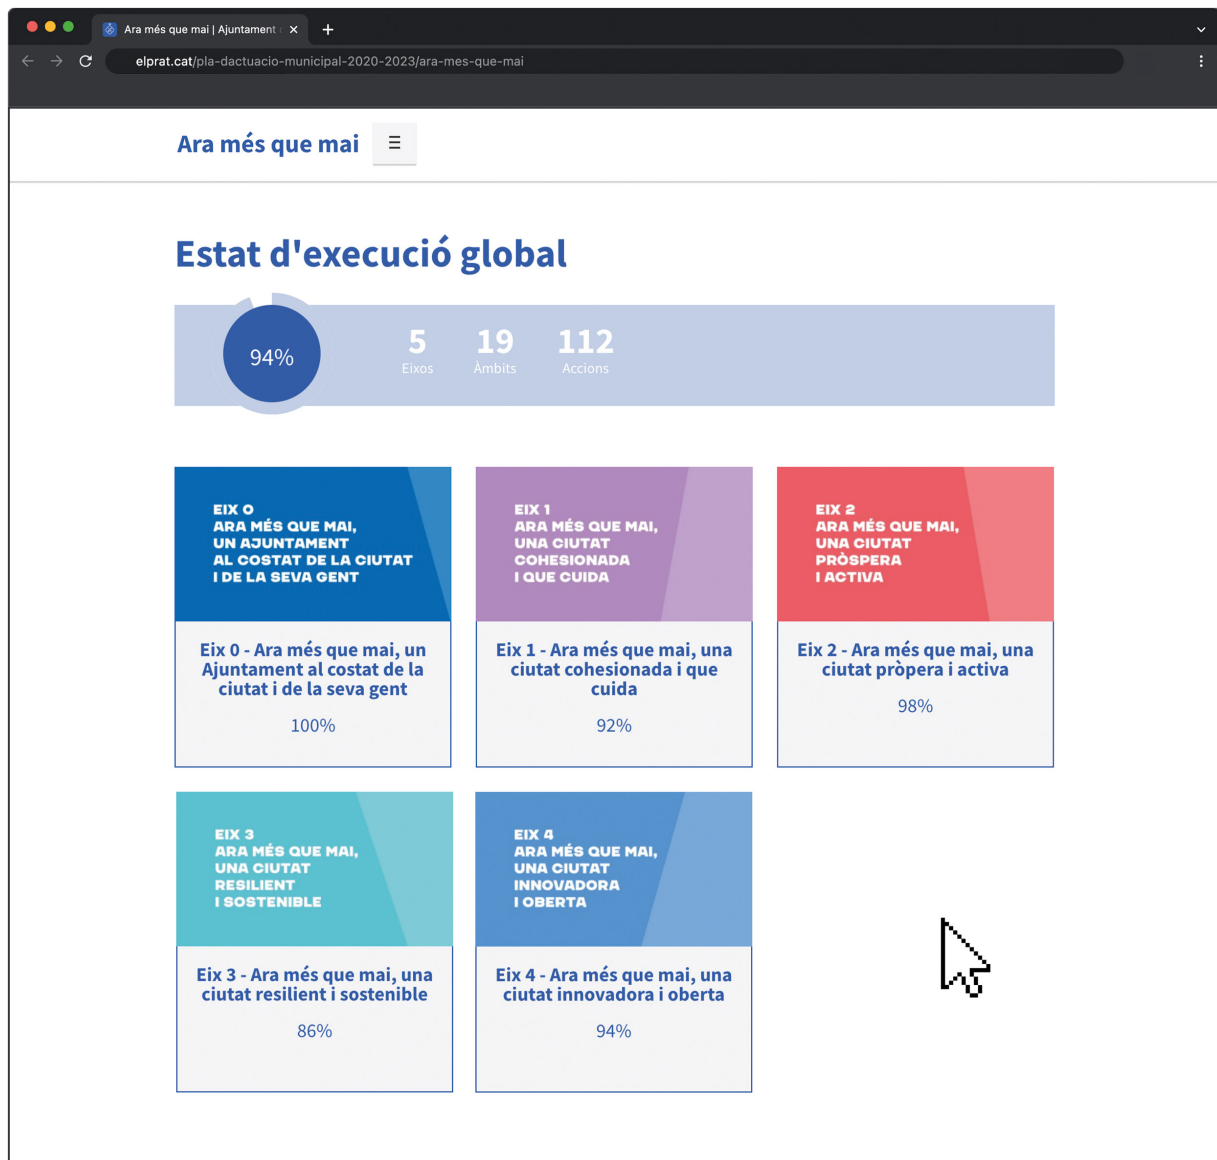 Ara més que mai | Ajuntament
elprat.cat/pla-dactuacio-municipal-2020-2023/ara-mes-que-mai
Ara més que mai
Estat d'execució global
94%
5 19 112
Eixos Àmbits Accions
EIX 0
ARA MÉS QUE MAI,
UN AJUNTAMENT
AL COSTAT DE LA CIUTAT
I DE LA SEVA GENT
Eix 0 - Ara més que mai, un
Ajuntament al costat de la
ciutat i de la seva gent
100%
EIX 1
ARA MÉS QUE MAI,
UNA CIUTAT
COHESIONADA
I QUE CUIDA
Eix 1 - Ara més que mai, una
ciutat cohesionada i que
cuida
92%
EIX 2
ARA MÉS QUE MAI,
UNA CIUTAT
PRÒSPERA
I ACTIVA
Eix 2 - Ara més que mai, una
ciutat pròpera i activa
98%
EIX 3
ARA MÉS QUE MAI,
UNA CIUTAT
RESILIENT
I SOSTENIBLE
Eix 3 - Ara més que mai, una
ciutat resilient i sostenible
86%
EIX 4
ARA MÉS QUE MAI,
UNA CIUTAT
INNOVADORA
I OBERTA
Eix 4 - Ara més que mai, una
ciutat innovadora i oberta
94%